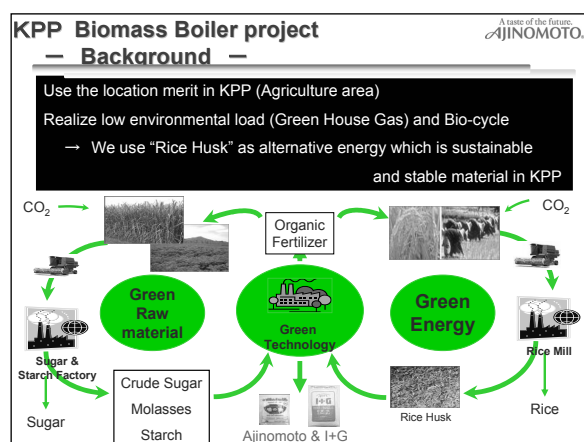 KPP Biomass Boiler project
— Background —
A taste of the future.
AJINOMOTO®
Use the location merit in KPP (Agriculture area)
Realize low environmental load (Green House Gas) and Bio-cycle
→ We use “Rice Husk” as alternative energy which is sustainable
and stable material in KPP
CO2
CO2
Organic
Fertilizer
Green
Raw
material
Green
Technology
Green
Energy
Sugar &
Starch Factory
Rice Mill
Crude Sugar
Molasses
Starch
Sugar
I+G
Ajinomoto & I+G
Rice Husk
Rice